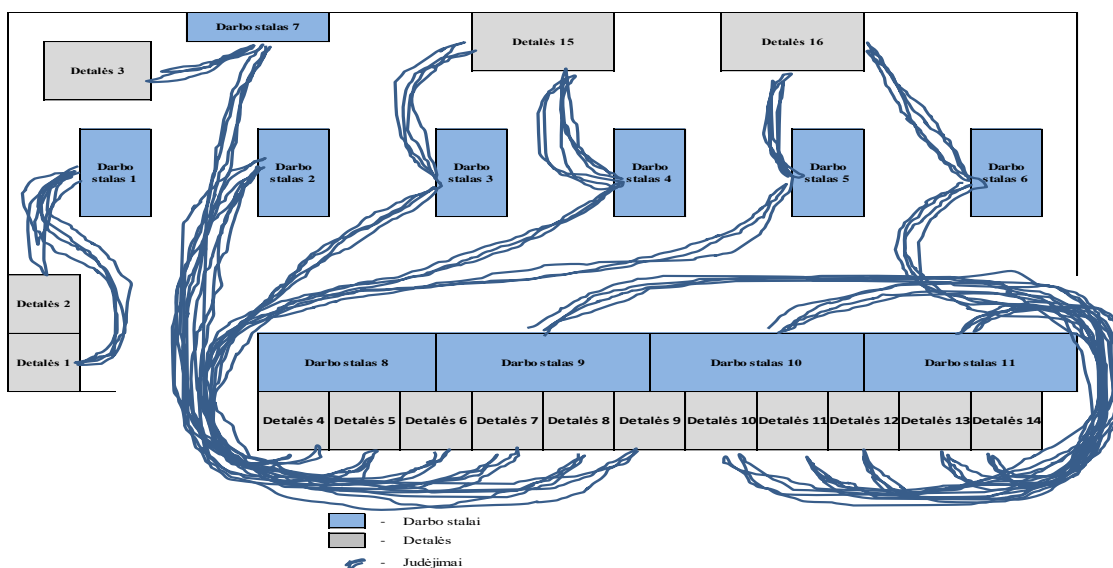 Darbo stalas 7
Detalės 15
Detalės 16
Detalės 3
Darbo
stalas 1
Darbo
stalas 2
Darbo
stalas 3
Darbo
stalas 4
Darbo
stalas 5
Darbo
stalas 6
Detalės 2
Detalės 1
Darbo stalas 8
Darbo stalas 9
Darbo stalas 10
Darbo stalas 11
Detalės 4
Detalės 5
Detalės 6
Detalės 7
Detalės 8
Detalės 9
Detalės 10
Detalės 11
Detalės 12
Detalės 13
Detalės 14
- Darbo stalai
- Detalės
- Judėjimai